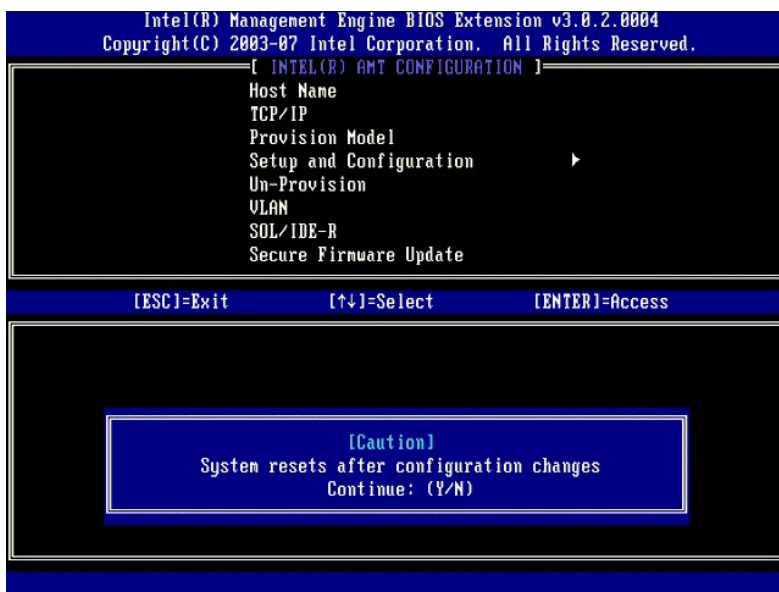 Intel(R) Management Engine BIOS Extension v3.0.2.0004
Copyright(C) 2003-07 Intel Corporation. All Rights Reserved.
[ INTEL(R) AMT CONFIGURATION ]
Host Name
TCP/IP
Provision Model
Setup and Configuration
Un-Provision
VLAN
SOL/IDE-R
Secure Firmware Update
[ESC]=Exit [↑↓]=Select [ENTER]=Access
[Caution]
System resets after configuration changes
Continue: (Y/N)